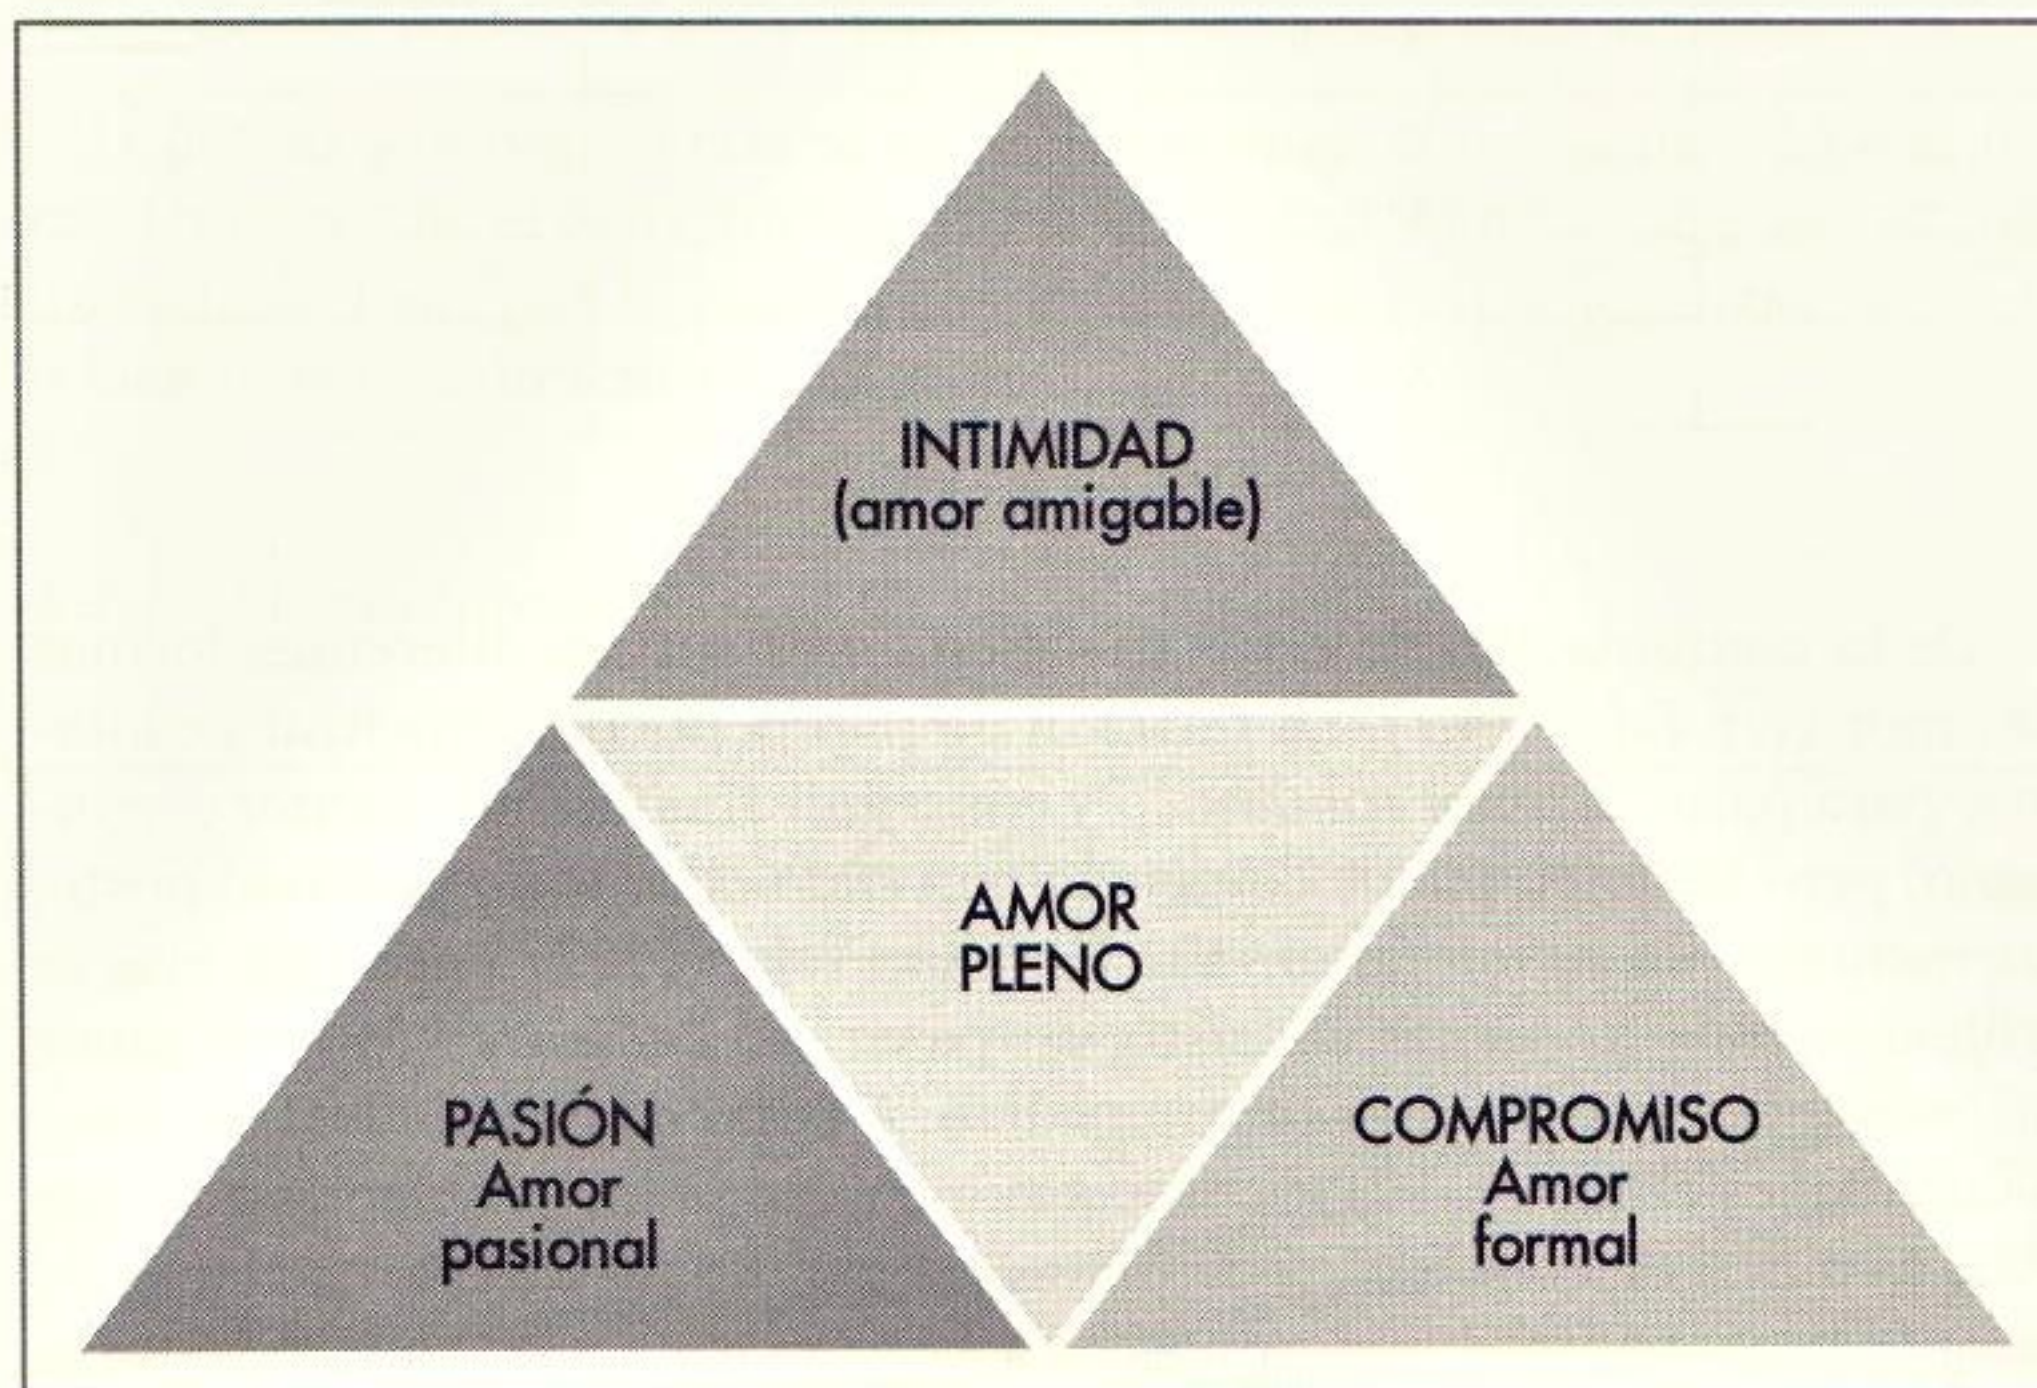 INTIMIDAD
(amor amigable)
AMOR
PLENO
PASIÓN
Amor
pasional
COMPROMISO
Amor
formal